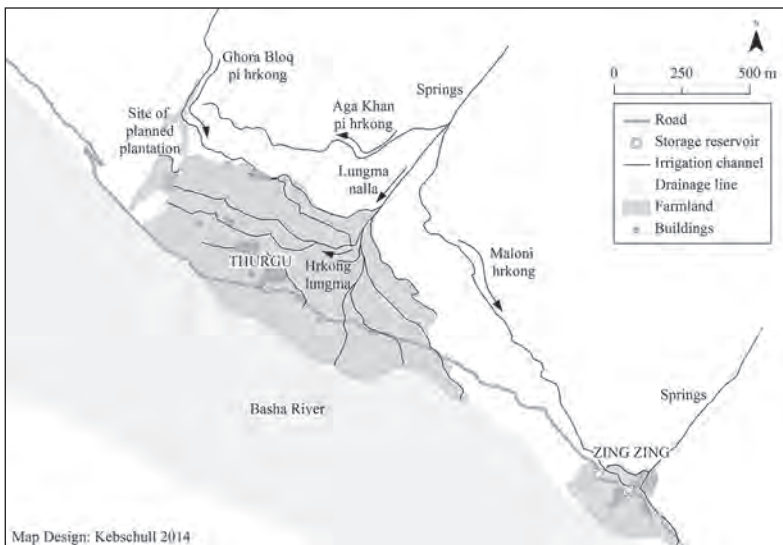 Ghora Bloq
pi hrkong
Site of
planned
plantation
Aga Khan
pi hrkong
Springs
Lungma
nalla
Maloni
hrkong
THURGU
Hrkong
lungma
Basha River
Springs
ZING ZING
N
0 250 500 m
Road
Storage reservoir
Irrigation channel
Drainage line
Farmland
Buildings
Map Design: Kebschull 2014